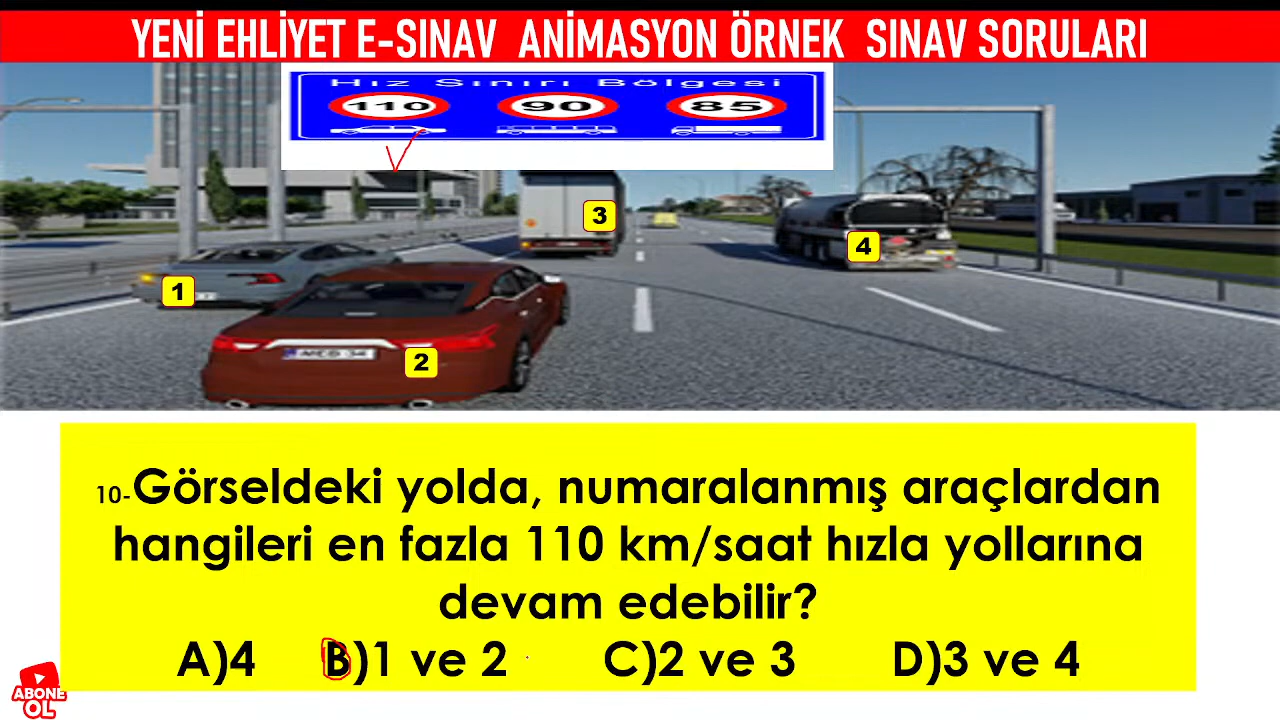 YENİ EHLİYET E-SINAV ANİMASYON ÖRNEK SINAV SORULARI
Hız Sınırı Bölgesi
110 90 85
3
4
1
MEB 34
2
10-Görseldeki yolda, numaralanmış araçlardan
hangileri en fazla 110 km/saat hızla yollarına
devam edebilir?
A)4 B)1 ve 2 C)2 ve 3 D)3 ve 4
ABONE
OL